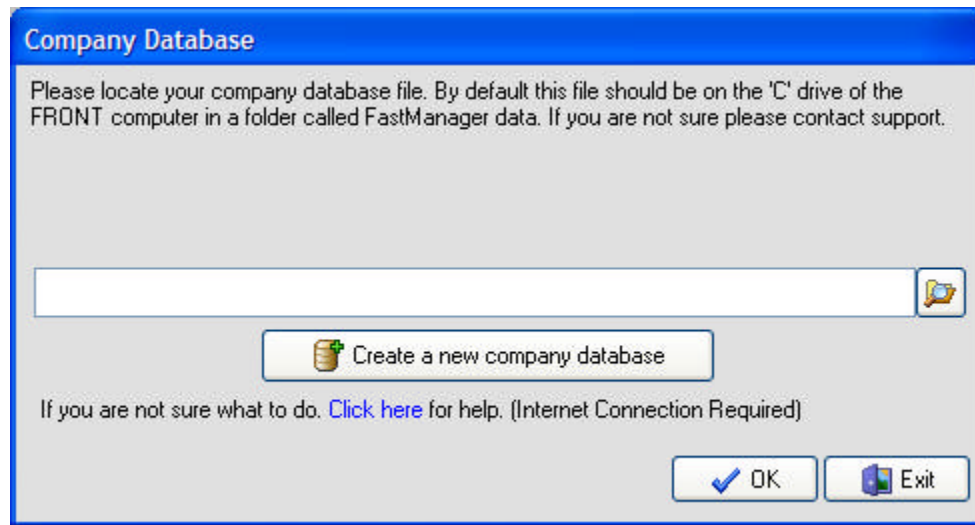 Company Database
Please locate your company database file. By default this file should be on the 'C' drive of the
FRONT computer in a folder called FastManager data. If you are not sure please contact support.
Create a new company database
If you are not sure what to do. Click here for help. (Internet Connection Required)
OK
Exit